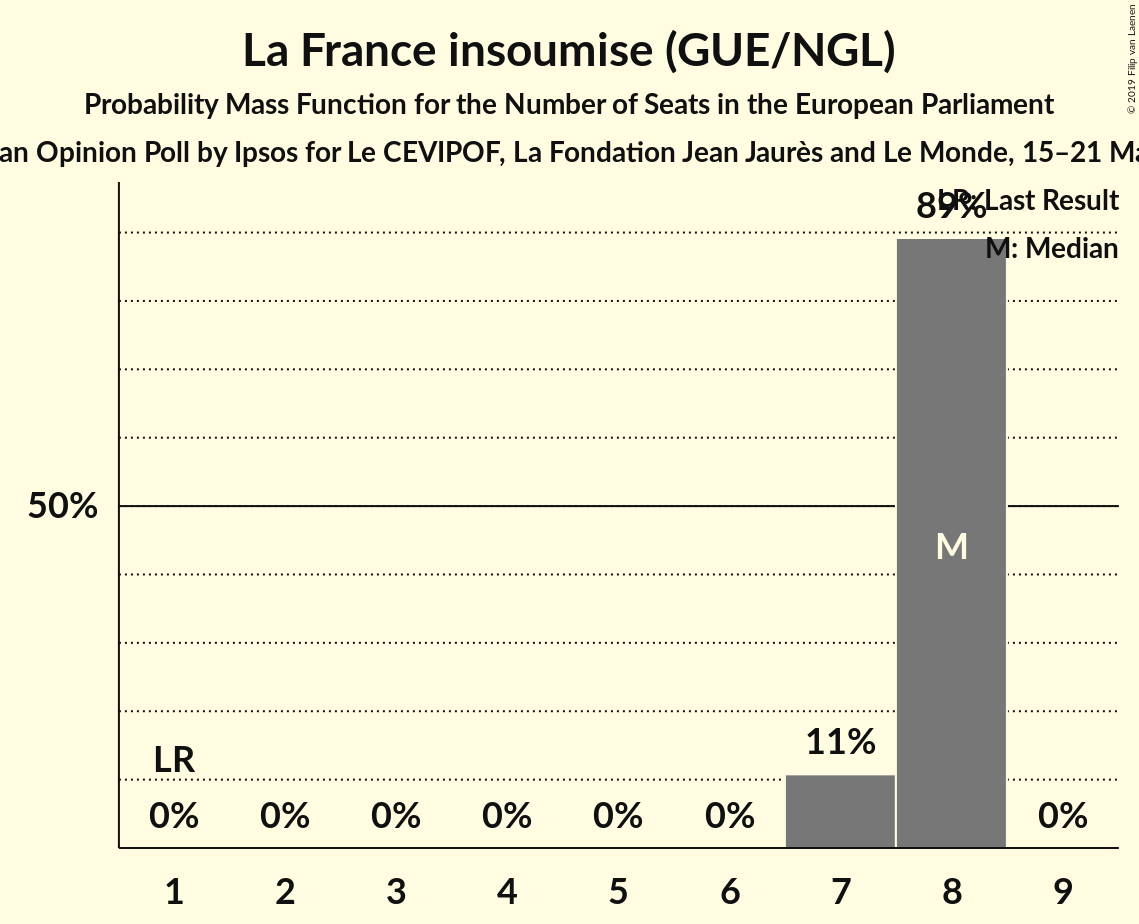 La France insoumise (GUE/NGL)
Probability Mass Function for the Number of Seats in the European Parliament
an Opinion Poll by Ipsos for Le CEVIPOF, La Fondation Jean Jaurès and Le Monde, 15–21 Ma
© 2019 Filip van Laenen
LR: Last Result
89%
M: Median
50%
M
11%
LR
0% 0% 0% 0% 0% 0% 0%
1 2 3 4 5 6 7 8 9